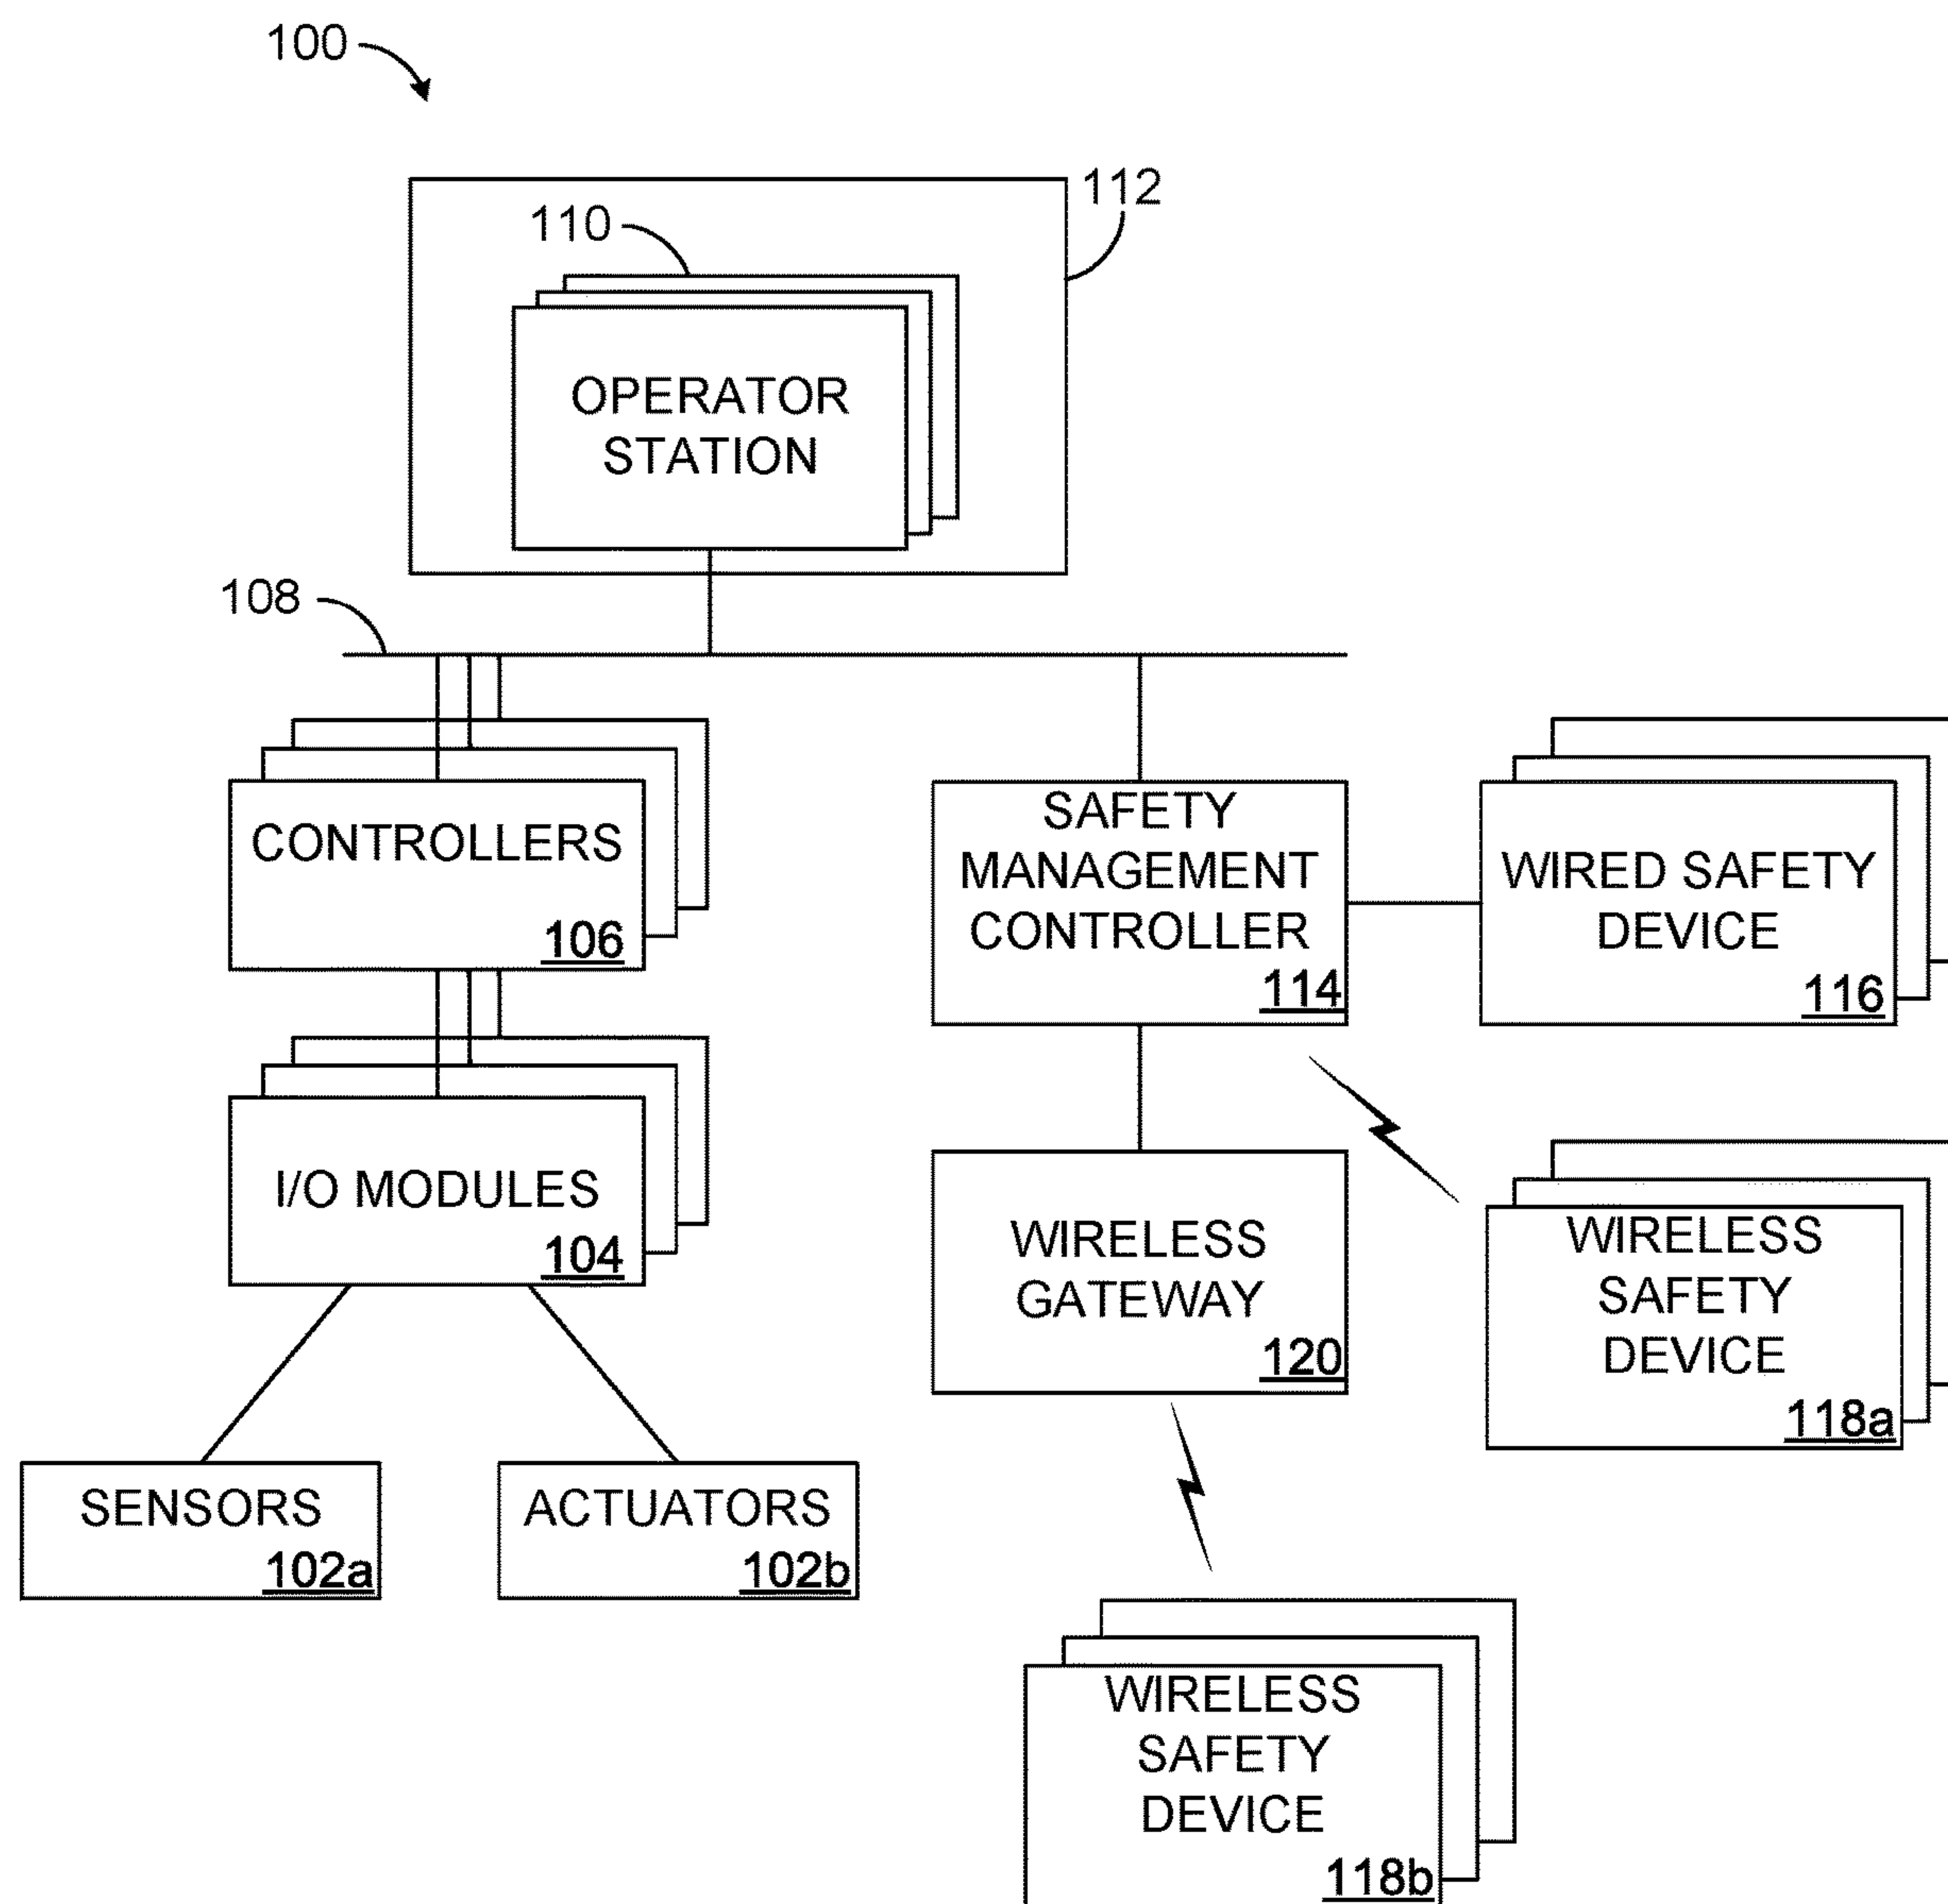 100
112
110
OPERATOR
STATION
108
CONTROLLERS
106
SAFETY
MANAGEMENT
CONTROLLER
114
WIRED SAFETY
DEVICE
116
I/O MODULES
104
WIRELESS
GATEWAY
120
WIRELESS
SAFETY
DEVICE
118a
SENSORS
102a
ACTUATORS
102b
WIRELESS
SAFETY
DEVICE
118b